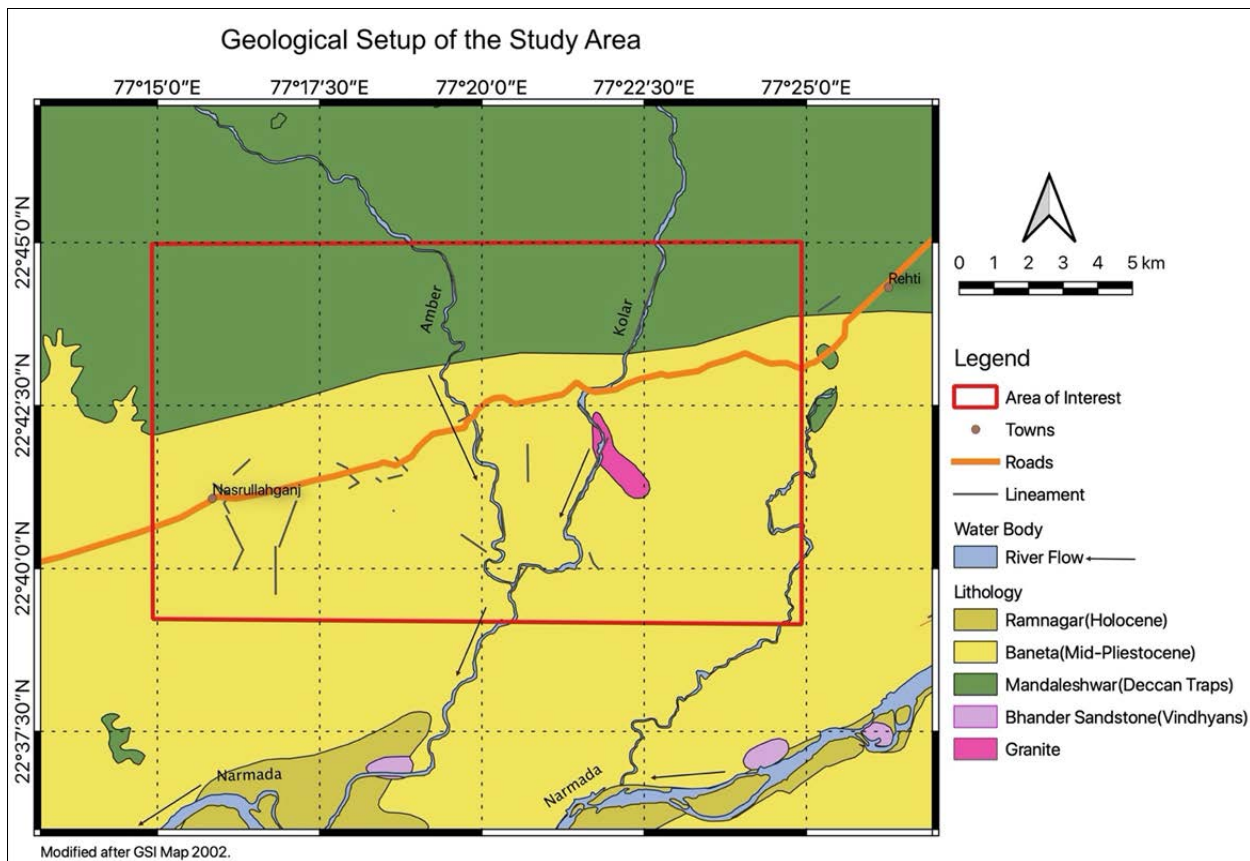 Geological Setup of the Study Area
77°15'0"E 77°17'30"E 77°20'0"E 77°22'30"E 77°25'0"E
22°45'0"N
22°42'30"N
22°40'0"N
22°37'30"N
Amber
Kolar
Rehti
Nasrullahganj
Narmada
Narmada
0 1 2 3 4 5 km
Legend
Area of Interest
Towns
Roads
Lineament
Water Body
River Flow
Lithology
Ramnagar(Holocene)
Baneta(Mid-Pliestocene)
Mandaleshwar(Deccan Traps)
Bhander Sandstone(Vindhyans)
Granite
Modified after GSI Map 2002.